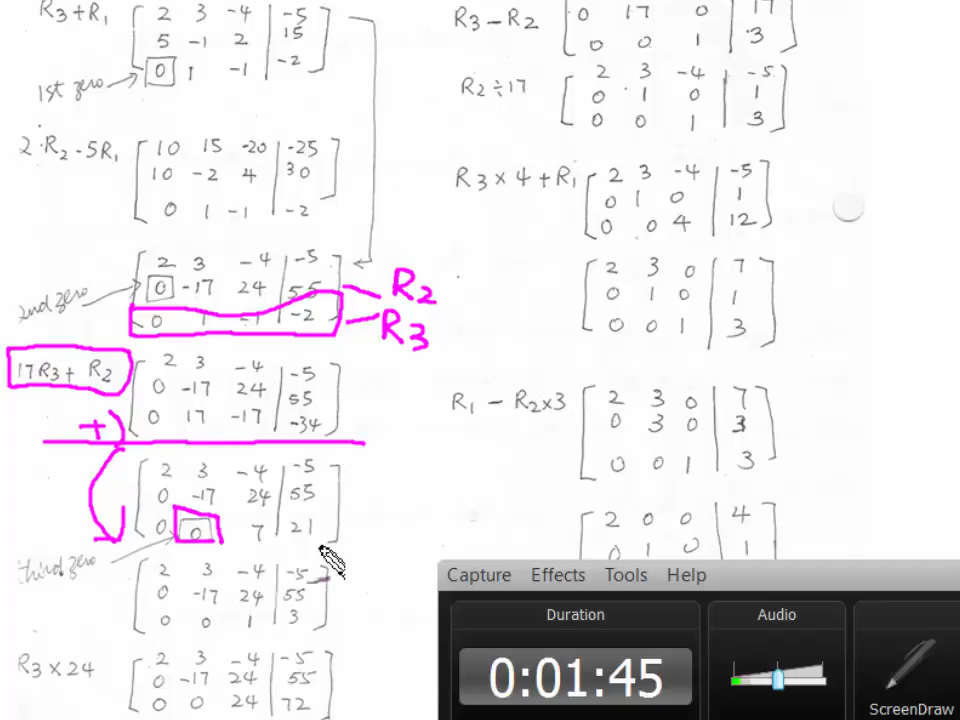 R3+R1
2 3 -4 -5
5 -1 2 15
0 1 -1 -2
1st zero
2·R2-5R1
10 15 -20 -25
10 -2 4 30
0 1 -1 -2
2 3 -4 -5
0 -17 24 55
0 1 -1 -2
2nd zero
R2
R3
17R3+R2
2 3 -4 -5
0 -17 24 55
0 17 -17 -34
+)
2 3 -4 -5
0 -17 24 55
0 0 7 21
third zero
2 3 -4 -5
0 -17 24 55
0 0 1 3
R3×24
2 3 -4 -5
0 -17 24 55
0 0 24 72
R3-R2
0 17 0 17
0 0 1 3
R2÷17
2 3 -4 -5
0 1 0 1
0 0 1 3
R3×4+R1
2 3 -4 -5
0 1 0 1
0 0 4 12
2 3 0 7
0 1 0 1
0 0 1 3
R1-R2×3
2 3 0 7
0 3 0 3
0 0 1 3
2 0 0 4
0 1 0 1
Capture Effects Tools Help
Duration
0:01:45
Audio
ScreenDraw